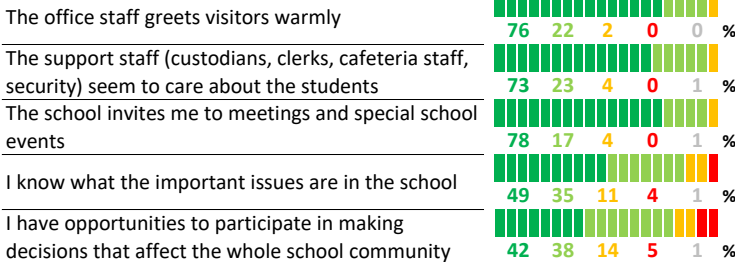 The office staff greets visitors warmly
76 22 2 0 0 %
The support staff (custodians, clerks, cafeteria staff,
security) seem to care about the students
73 23 4 0 1 %
The school invites me to meetings and special school
events
78 17 4 0 1 %
I know what the important issues are in the school
49 35 11 4 1 %
I have opportunities to participate in making
decisions that affect the whole school community
42 38 14 5 1 %